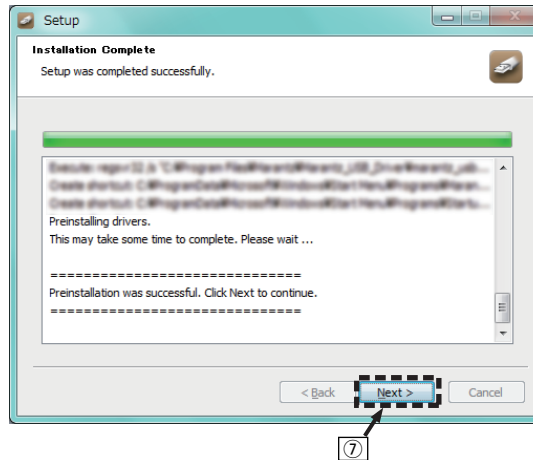 Setup
Installation Complete
Setup was completed successfully.
Preinstalling drivers.
This may take some time to complete. Please wait ...
==============================
Preinstallation was successful. Click Next to continue.
==============================
< Back
Next >
Cancel
⑦